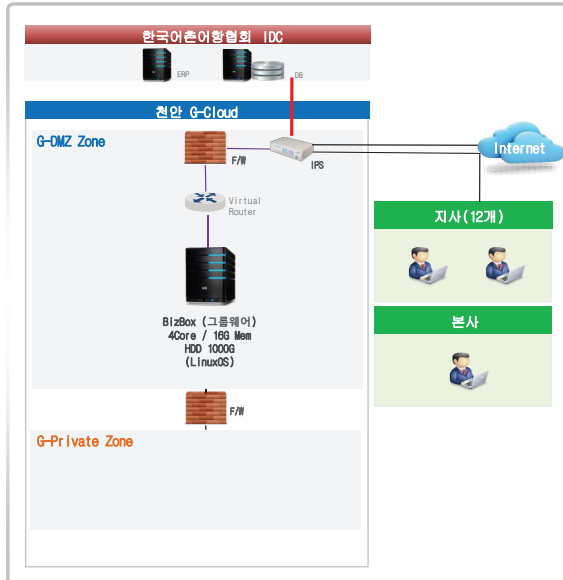 한국어촌어항협회 IDC
ERP
DB
천안 G-Cloud
G-DMZ Zone
F/W
IPS
Internet
Virtual
Router
지사(12개)
BizBox (그룹웨어)
4Core / 16G Mem
HDD 1000G
(LinuxOS)
본사
F/W
G-Private Zone